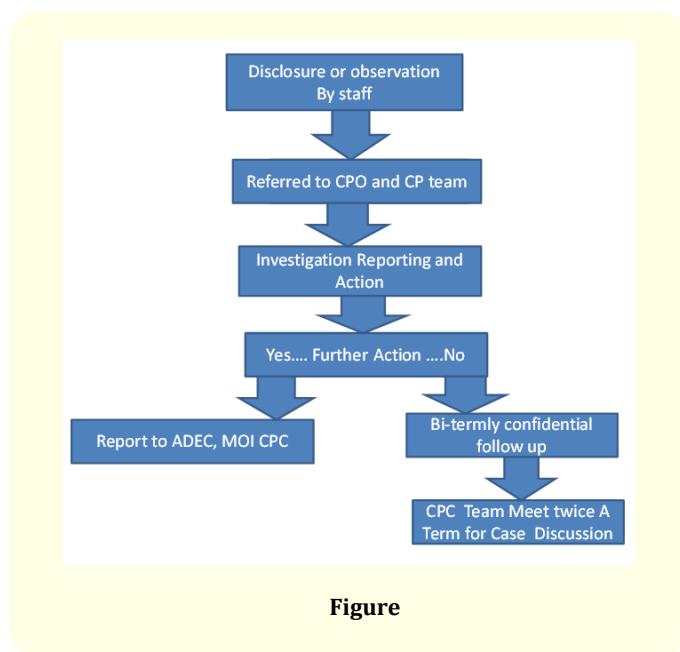 Disclosure or observation
By staff
Referred to CPO and CP team
Investigation Reporting and
Action
Yes.... Further Action ....No
Report to ADEC, MOI CPC
Bi-termly confidential
follow up
CPC Team Meet twice A
Term for Case Discussion
Figure